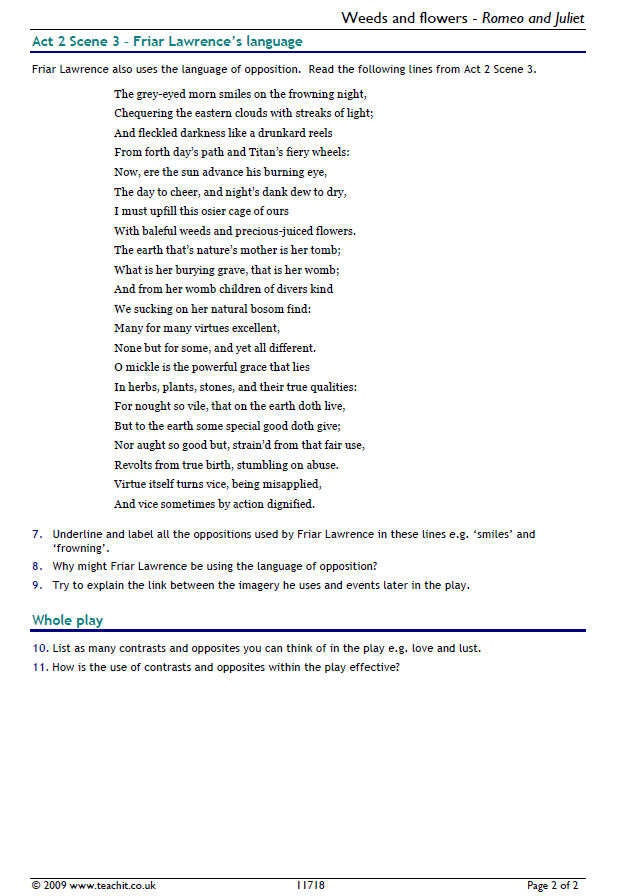 Weeds and flowers - Romeo and Juliet
Act 2 Scene 3 - Friar Lawrence's language
Friar Lawrence also uses the language of opposition. Read the following lines from Act 2 Scene 3.
The grey-eyed morn smiles on the frowning night,
Chequering the eastern clouds with streaks of light;
And fleckled darkness like a drunkard reels
From forth day's path and Titan's fiery wheels:
Now, ere the sun advance his burning eye,
The day to cheer, and night's dank dew to dry,
I must upfill this osier cage of ours
With baleful weeds and precious-juiced flowers.
The earth that's nature's mother is her tomb;
What is her burying grave, that is her womb;
And from her womb children of divers kind
We sucking on her natural bosom find:
Many for many virtues excellent,
None but for some, and yet all different.
O mickle is the powerful grace that lies
In herbs, plants, stones, and their true qualities:
For nought so vile, that on the earth doth live,
But to the earth some special good doth give;
Nor aught so good but, strain'd from that fair use,
Revolts from true birth, stumbling on abuse.
Virtue itself turns vice, being misapplied,
And vice sometimes by action dignified.
7. Underline and label all the oppositions used by Friar Lawrence in these lines e.g. 'smiles' and
'frowning'.
8. Why might Friar Lawrence be using the language of opposition?
9. Try to explain the link between the imagery he uses and events later in the play.
Whole play
10. List as many contrasts and opposites you can think of in the play e.g. love and lust.
11. How is the use of contrasts and opposites within the play effective?
© 2009 www.teachit.co.uk 11718 Page 2 of 2